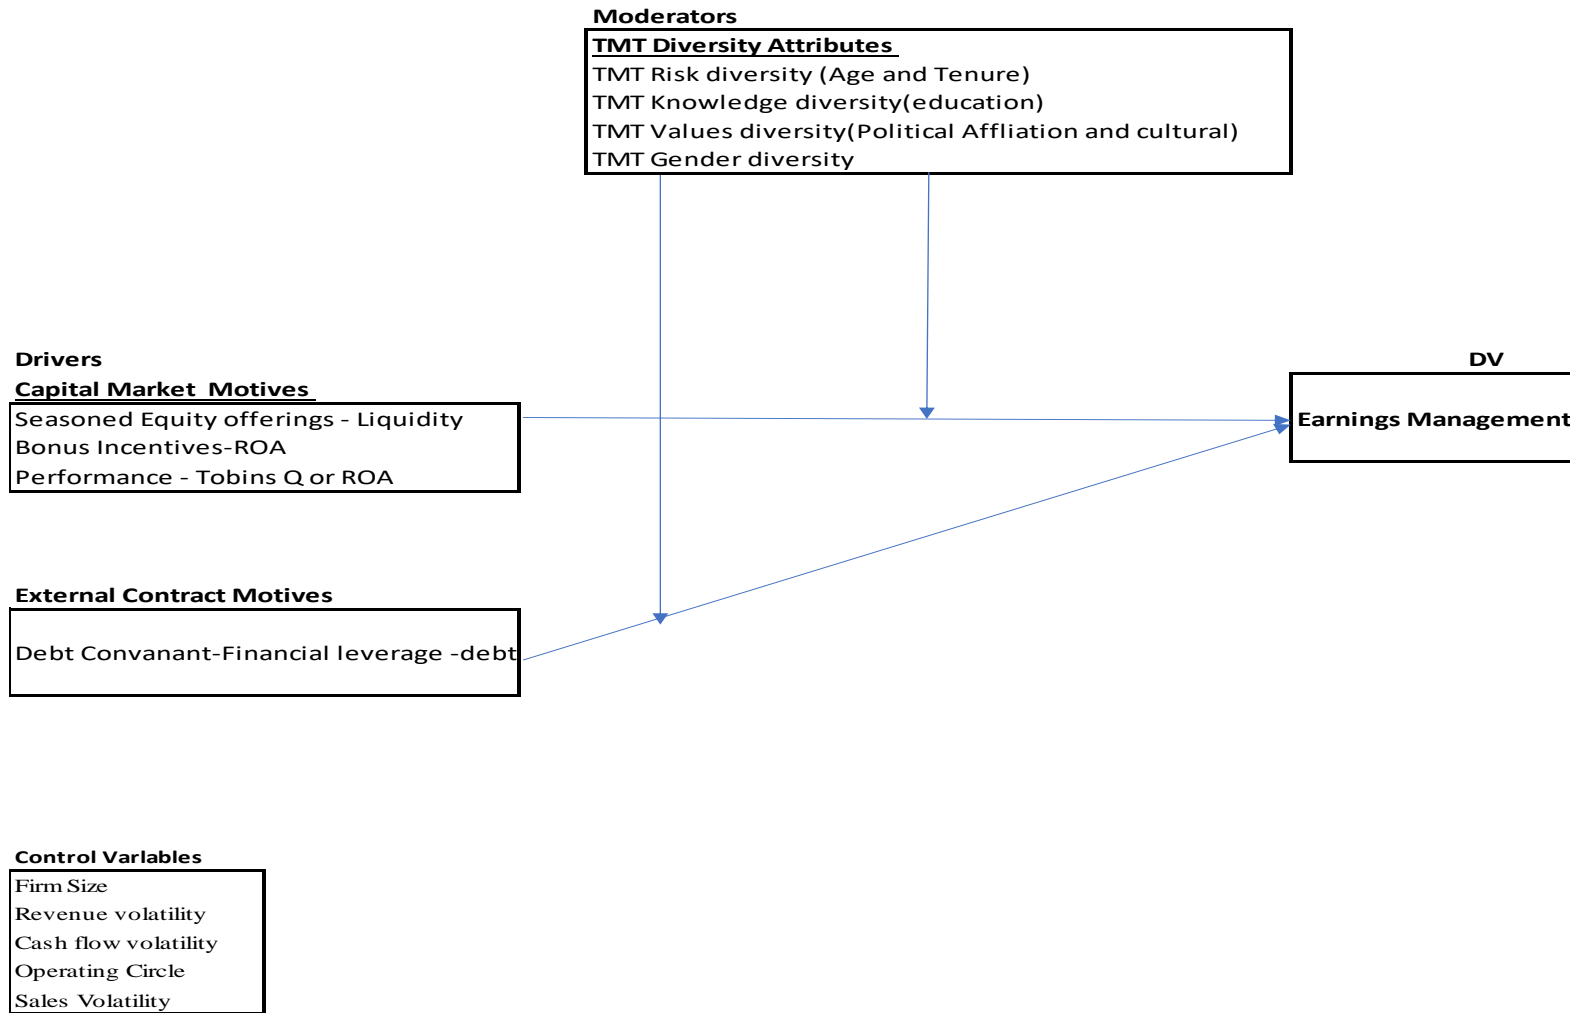 Moderators
TMT Diversity Attributes
TMT Risk diversity (Age and Tenure)
TMT Knowledge diversity(education)
TMT Values diversity(Political Affliation and cultural)
TMT Gender diversity
Drivers
Capital Market Motives
Seasoned Equity offerings - Liquidity
Bonus Incentives-ROA
Performance - Tobins Q or ROA
DV
Earnings Management
External Contract Motives
Debt Convanant-Financial leverage -debt
Control Varlables
Firm Size
Revenue volatility
Cash flow volatility
Operating Circle
Sales Volatility